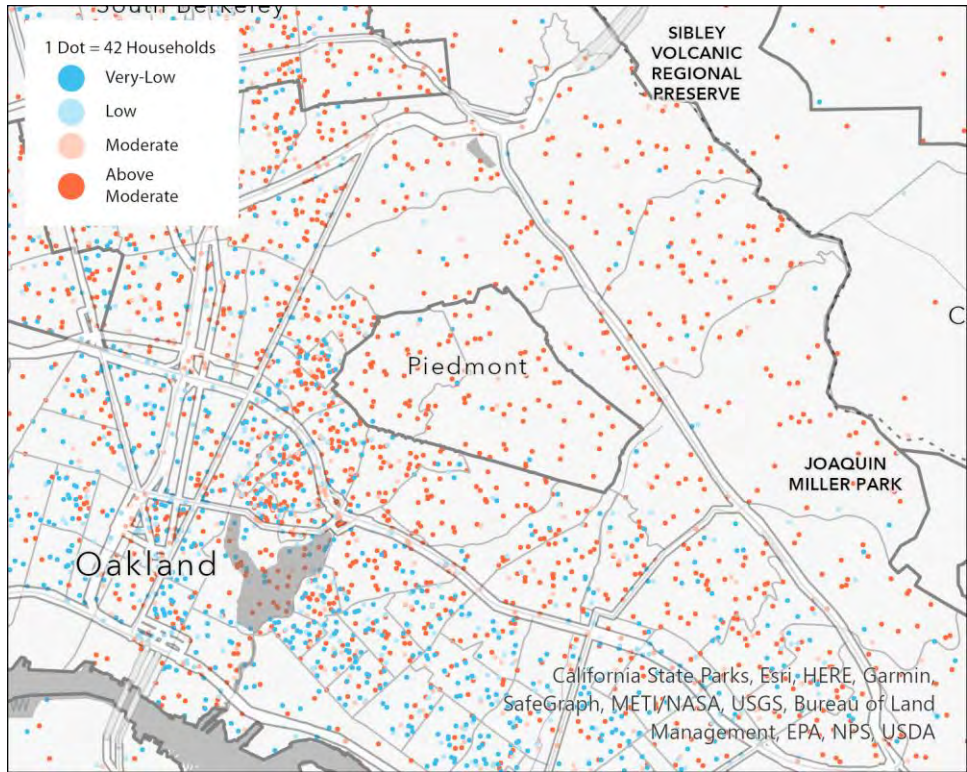 South Berkeley
1 Dot = 42 Households
Very-Low
Low
Moderate
Above
Moderate
SIBLEY
VOLCANIC
REGIONAL
PRESERVE
C
Piedmont
JOAQUIN
MILLER PARK
Oakland
California State Parks, Esri, HERE, Garmin,
SafeGraph, METI/NASA, USGS, Bureau of Land
Management, EPA, NPS, USDA